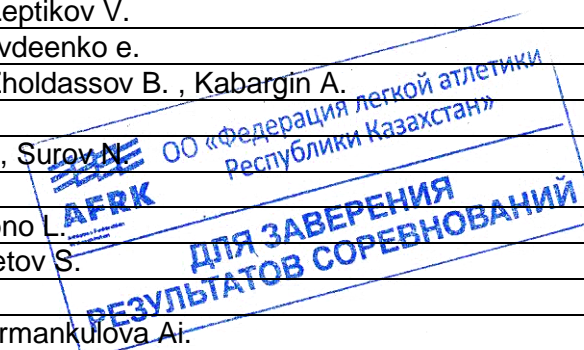 eptikov V.
vdeenko e.
holdassov B. , Kabargin A.
, Surov N.
ono L.
etov S.
rmankulova Ai.
AFRK
ОО «Федерация легкой атлетики
Республики Казахстан»
ДЛЯ ЗАВЕРЕНИЯ
РЕЗУЛЬТАТОВ СОРЕВНОВАНИЙ